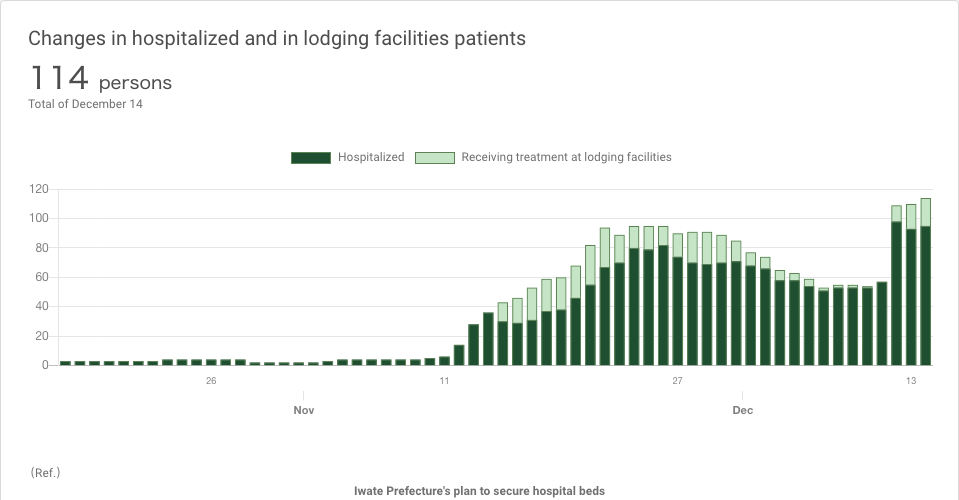 Changes in hospitalized and in lodging facilities patients
114 persons
Total of December 14
Hospitalized Receiving treatment at lodging facilities
120
100
80
60
40
20
0
26 11 27 13
Nov Dec
(Ref.)
Iwate Prefecture's plan to secure hospital beds